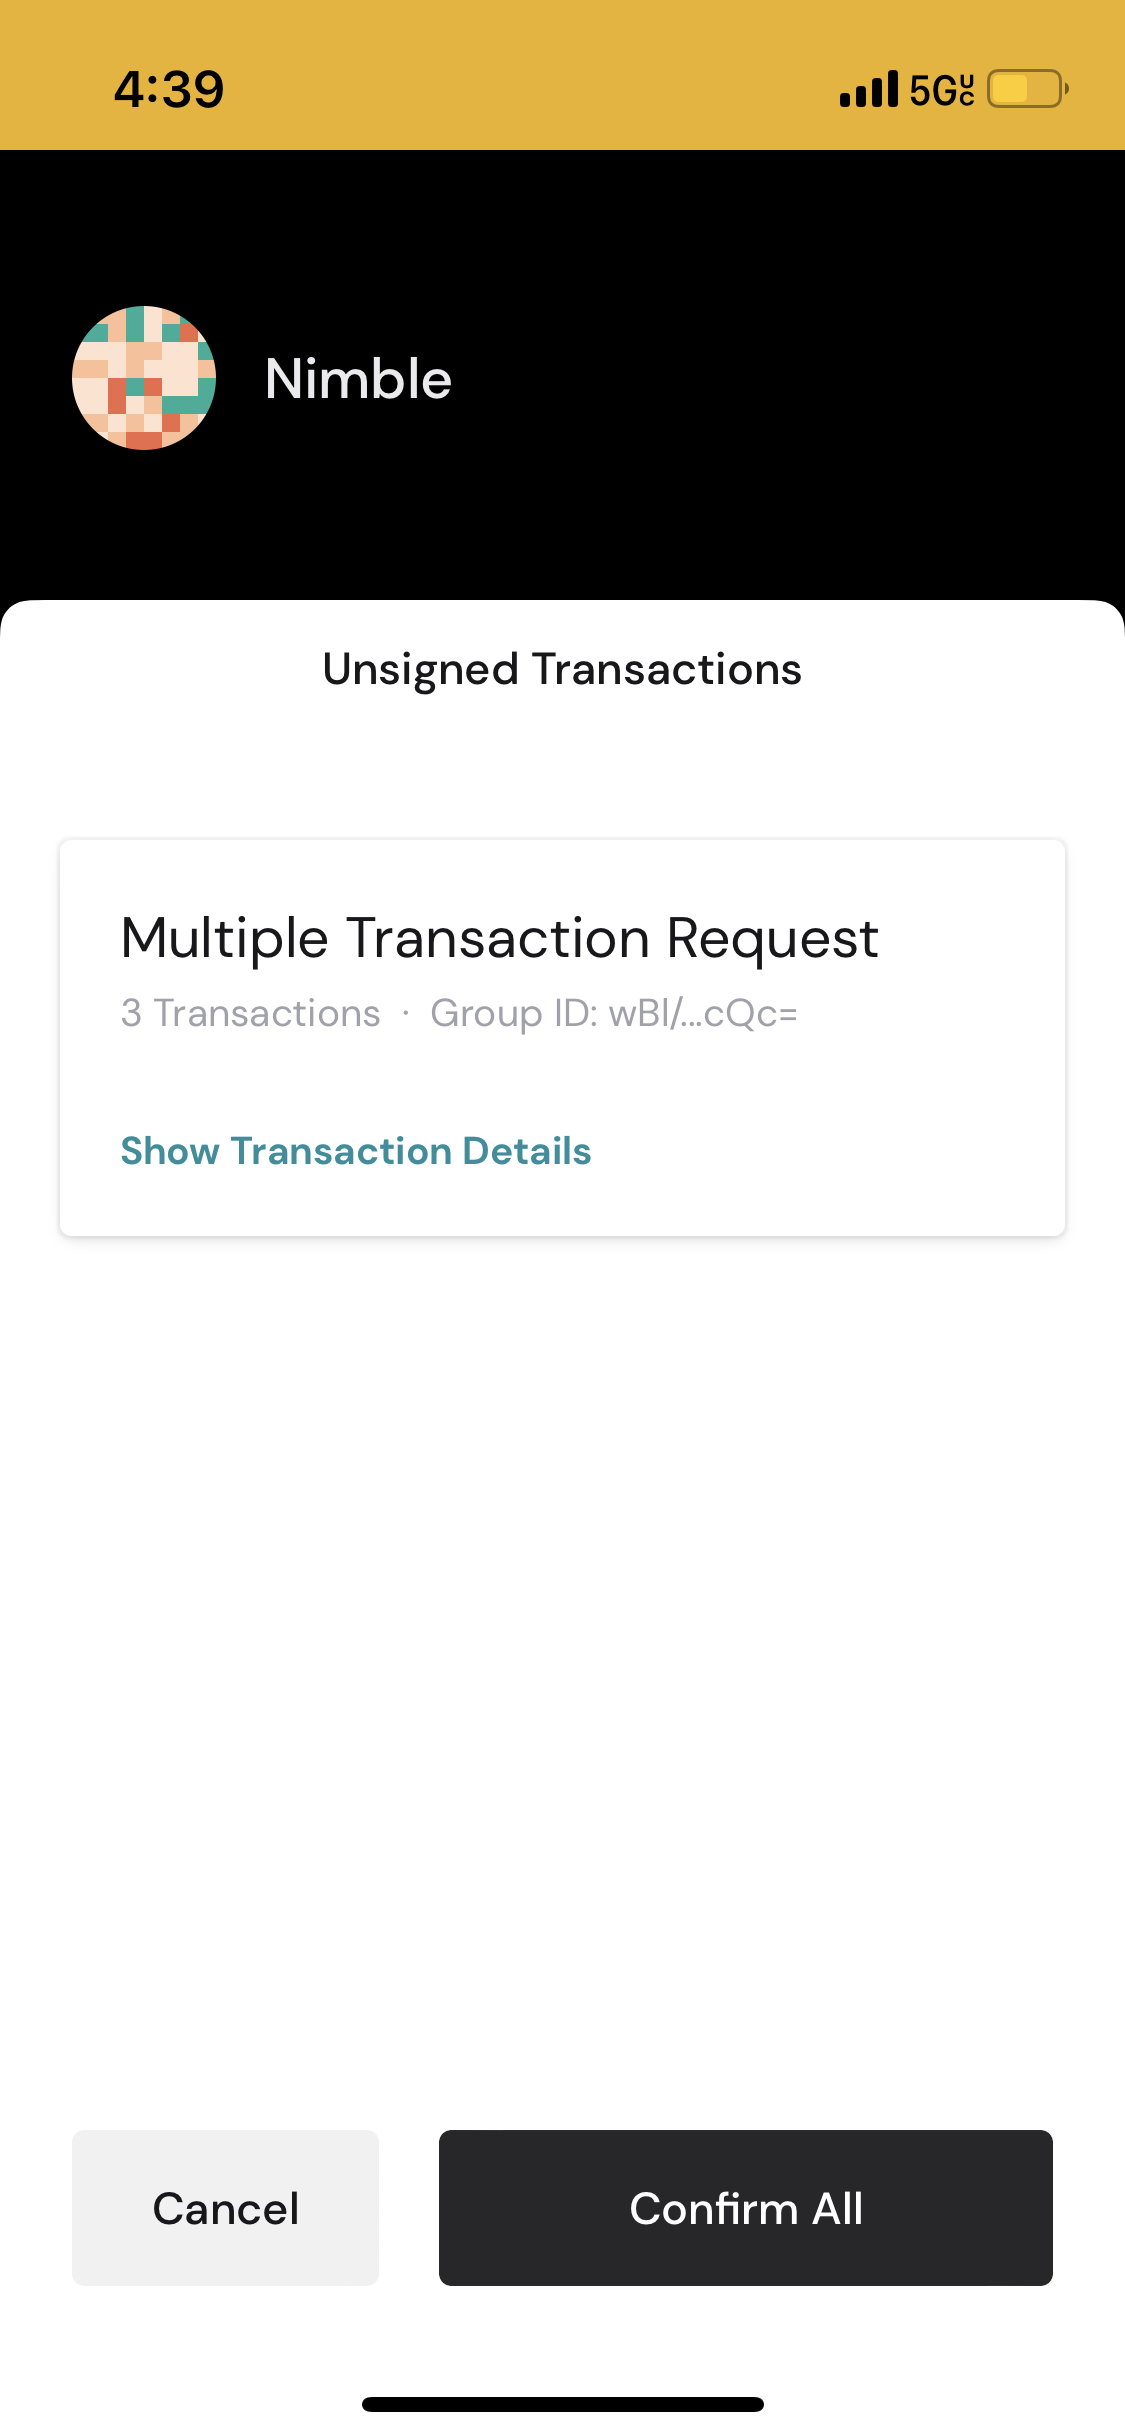 4:39
5G UC
Nimble
Unsigned Transactions
Multiple Transaction Request
3 Transactions · Group ID: wBl/...cQc=
Show Transaction Details
Cancel
Confirm All